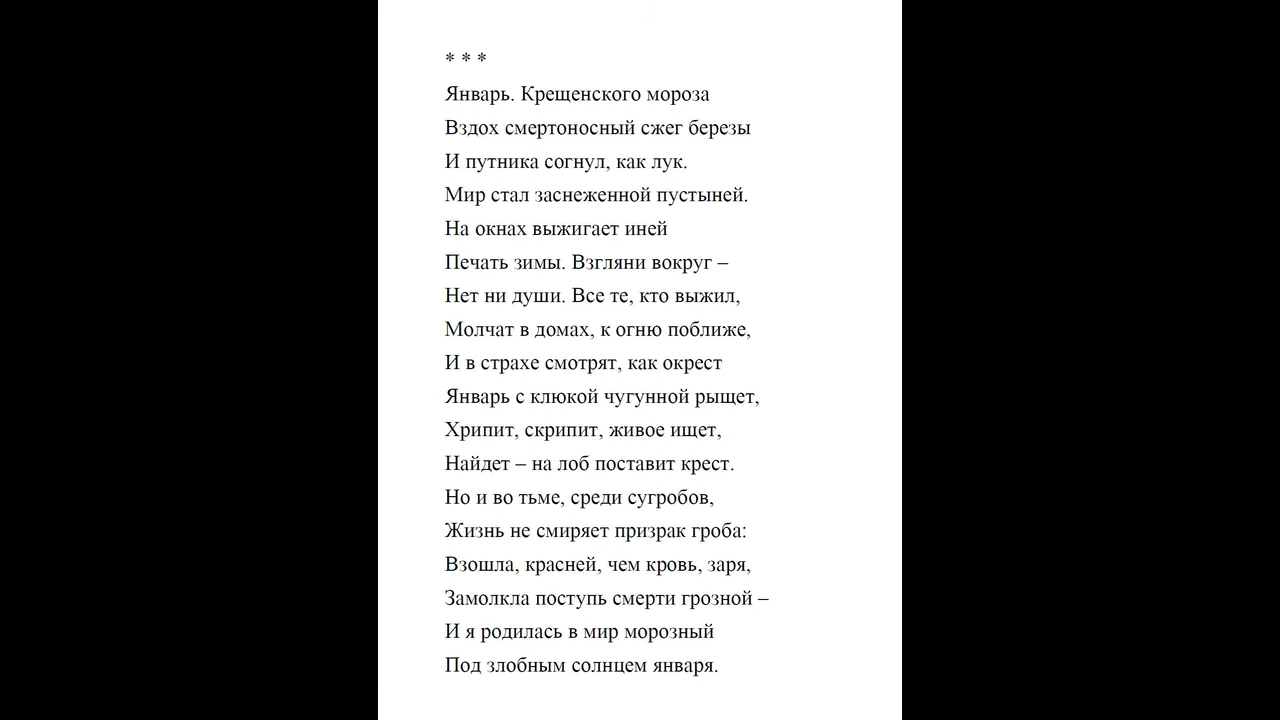 * * *
Январь. Крещенского мороза
Вздох смертоносный сжег березы
И путника согнул, как лук.
Мир стал заснеженной пустыней.
На окнах выжигает иней
Печать зимы. Взгляни вокруг –
Нет ни души. Все те, кто выжил,
Молчат в домах, к огню поближе,
И в страхе смотрят, как окрест
Январь с клюкой чугунной рыщет,
Хрипит, скрипит, живое ищет,
Найдет – на лоб поставит крест.
Но и во тьме, среди сугробов,
Жизнь не смиряет призрак гроба:
Взошла, красней, чем кровь, заря,
Замолкла поступь смерти грозной –
И я родилась в мир морозный
Под злобным солнцем января.